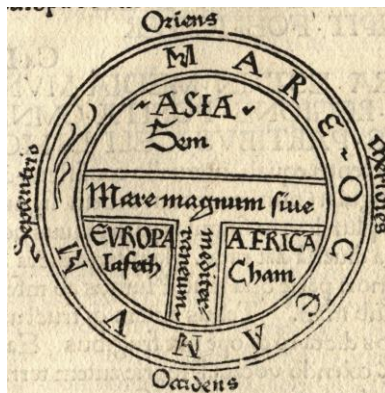 Oriens
MARE OCEANVM
Septentrio
Meridies
ASIA
Sem
Mare magnum siue
mediter
raneum
EVROPA
Iafeth
AFRICA
Cham
Occidens